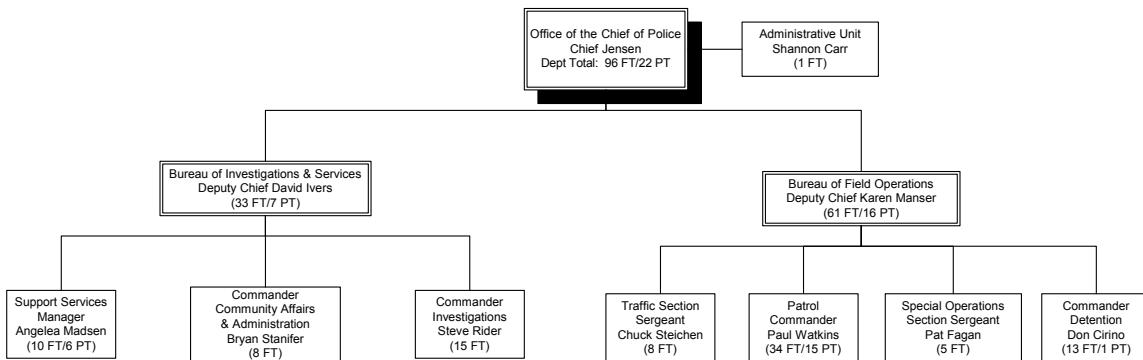 Office of the Chief of Police
Chief Jensen
Dept Total: 96 FT/22 PT
Administrative Unit
Shannon Carr
(1 FT)
Bureau of Investigations & Services
Deputy Chief David Ivers
(33 FT/7 PT)
Bureau of Field Operations
Deputy Chief Karen Manser
(61 FT/16 PT)
Support Services
Manager
Angelea Madsen
(10 FT/6 PT)
Commander
Community Affairs
& Administration
Bryan Stanifer
(8 FT)
Commander
Investigations
Steve Rider
(15 FT)
Traffic Section
Sergeant
Chuck Steichen
(8 FT)
Patrol
Commander
Paul Watkins
(34 FT/15 PT)
Special Operations
Section Sergeant
Pat Fagan
(5 FT)
Commander
Detention
Don Cirino
(13 FT/1 PT)